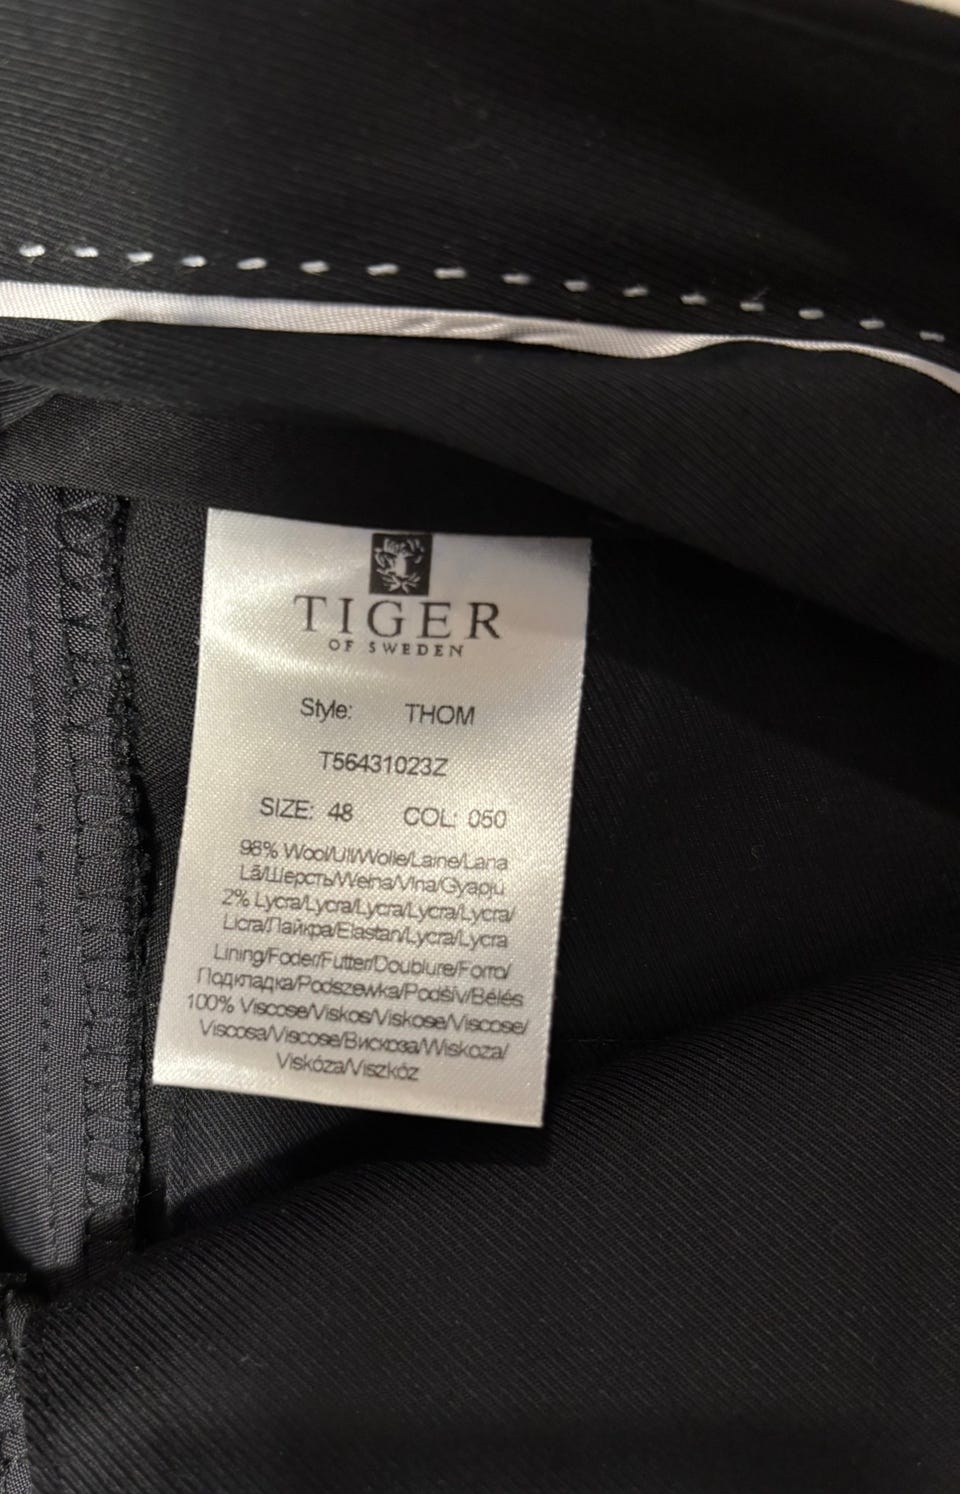 TIGER
OF SWEDEN
Style: THOM
T56431023Z
SIZE: 48 COL: 050
98% Wool/Ull/Wolle/Laine/Lana
Lã/Шерсть/Wełna/Vlna/Gyapjú
2% Lycra/Lycra/Lycra/Lycra/Lycra/
Licra/Лайкра/Elastan/Lycra/Lycra
Lining/Foder/Futter/Doublure/Forro/
Подкладка/Podszewka/Podšív/Bélés
100% Viscose/Viskos/Viskose/Viscose/
Viscosa/Viscose/Вискоза/Wiskoza/
Viskóza/Viszkóz